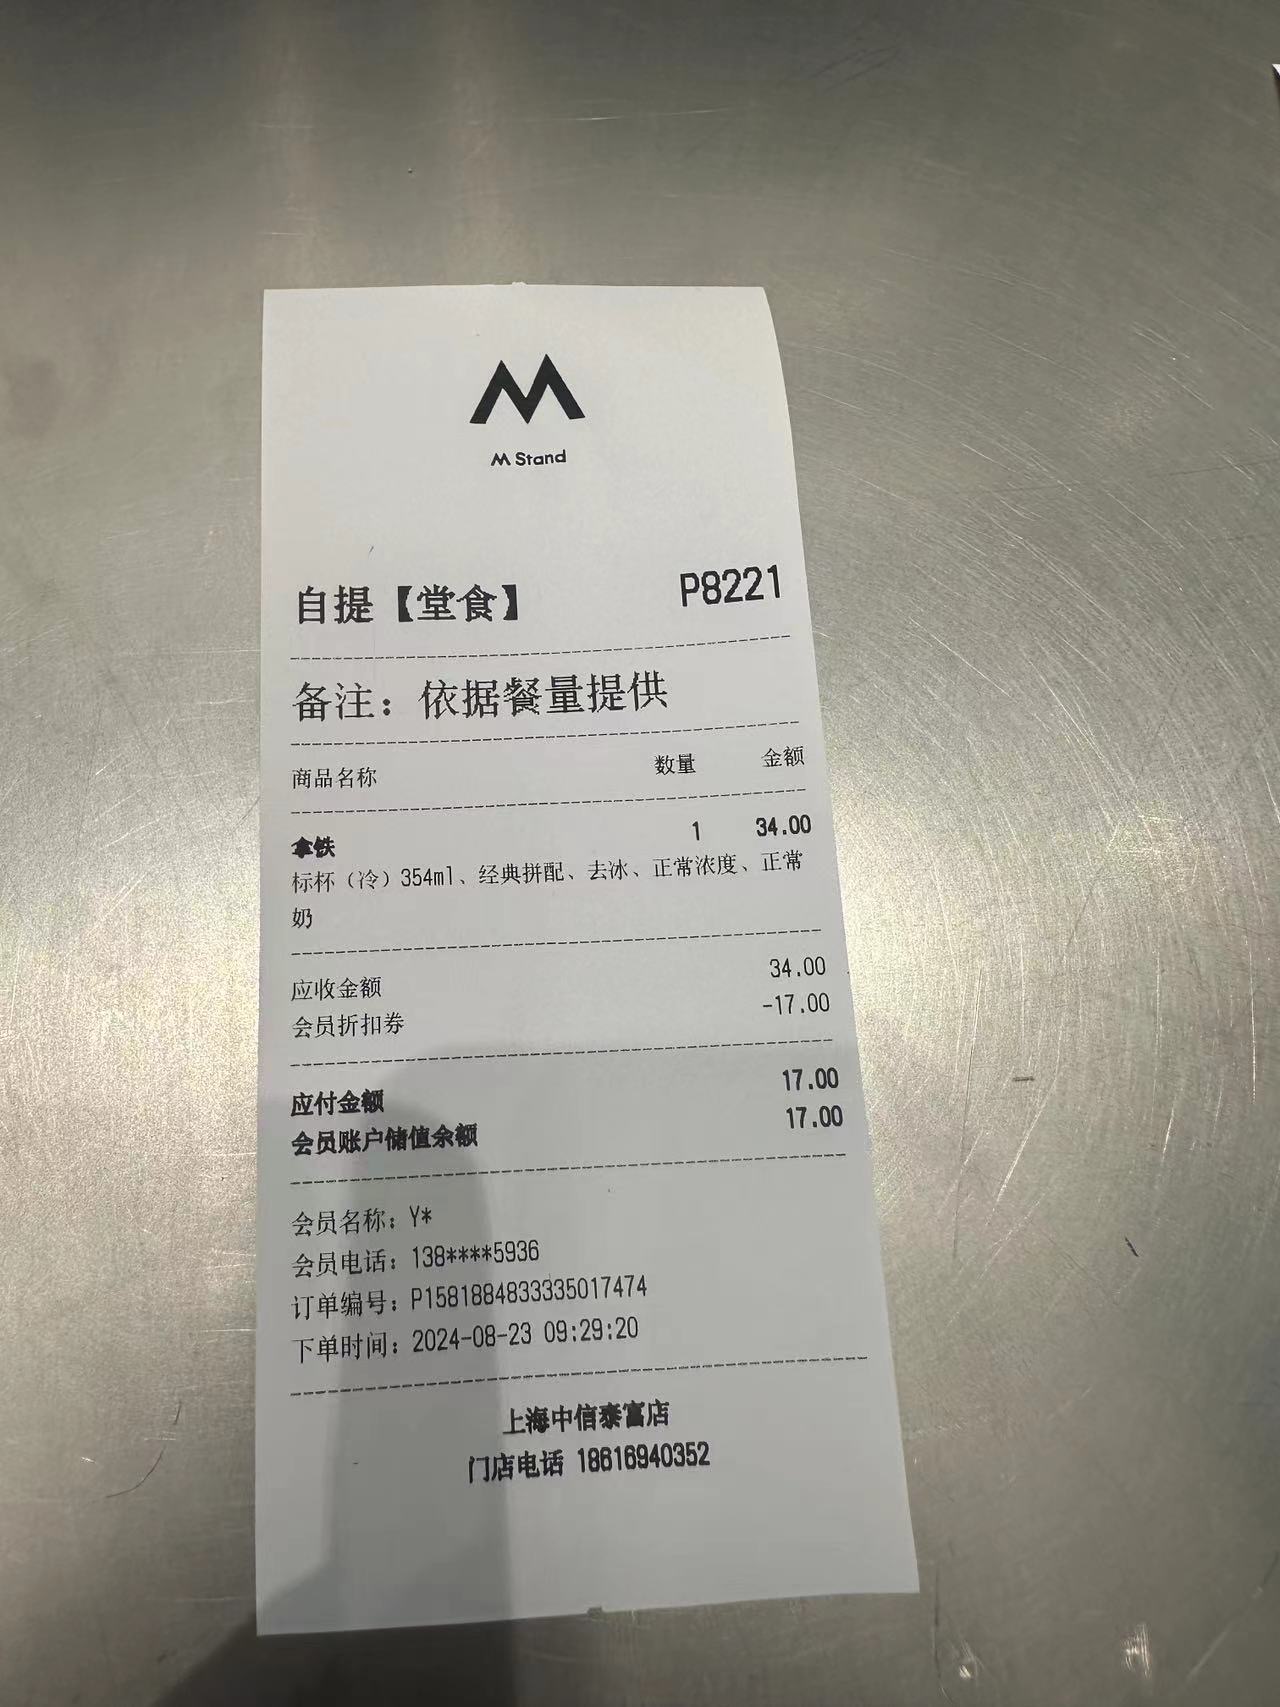 M
M Stand
自提【堂食】 P8221
备注：依据餐量提供
商品名称 数量 金额
拿铁 1 34.00
标杯（冷）354ml、经典拼配、去冰、正常浓度、正常
奶
应收金额 34.00
会员折扣券 -17.00
应付金额 17.00
会员账户储值余额 17.00
会员名称：Y*
会员电话：138****5936
订单编号：P1581884833335017474
下单时间：2024-08-23 09:29:20
上海中信泰富店
门店电话 18616940352